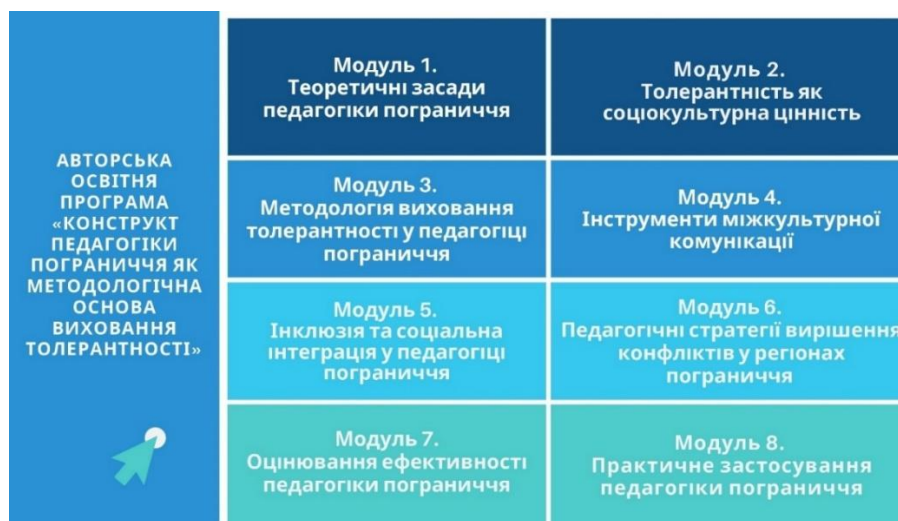 АВТОРСЬКА
ОСВІТНЯ
ПРОГРАМА
«КОНСТРУКТ
ПЕДАГОГІКИ
ПОГРАНИЧЧЯ ЯК
МЕТОДОЛОГІЧНА
ОСНОВА
ВИХОВАННЯ
ТОЛЕРАНТНОСТІ»
Модуль 1.
Теоретичні засади
педагогіки пограниччя
Модуль 2.
Толерантність як
соціокультурна цінність
Модуль 3.
Методологія виховання
толерантності у педагогіці
пограниччя
Модуль 4.
Інструменти міжкультурної
комунікації
Модуль 5.
Інклюзія та соціальна
інтеграція у педагогіці
пограниччя
Модуль 6.
Педагогічні стратегії вирішення
конфліктів у регіонах
пограниччя
Модуль 7.
Оцінювання ефективності
педагогіки пограниччя
Модуль 8.
Практичне застосування
педагогіки пограниччя